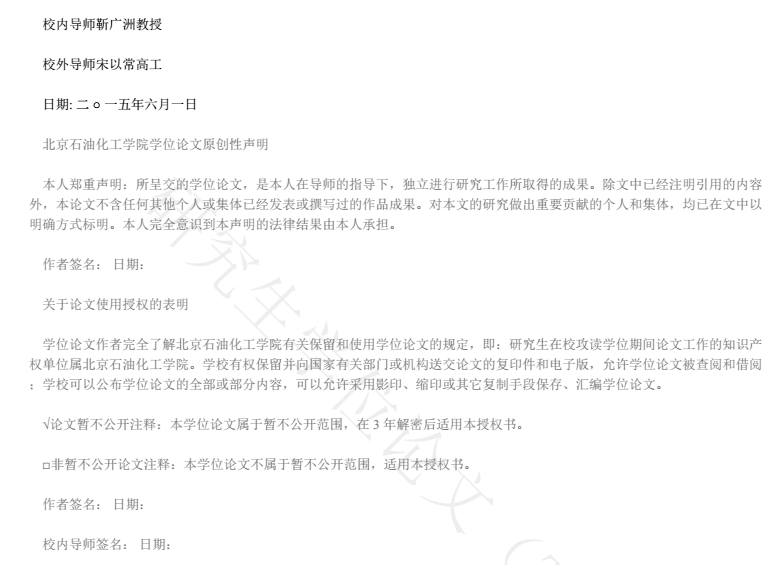 校内导师靳广洲教授
校外导师宋以常高工
日期: 二 o 一五年六月一日
北京石油化工学院学位论文原创性声明
本人郑重声明：所呈交的学位论文，是本人在导师的指导下，独立进行研究工作所取得的成果。除文中已经注明引用的内容
外，本论文不含任何其他个人或集体已经发表或撰写过的作品成果。对本文的研究做出重要贡献的个人和集体，均已在文中以
明确方式标明。本人完全意识到本声明的法律结果由本人承担。
作者签名： 日期：
关于论文使用授权的表明
学位论文作者完全了解北京石油化工学院有关保留和使用学位论文的规定，即：研究生在校攻读学位期间论文工作的知识产
权单位属北京石油化工学院。学校有权保留并向国家有关部门或机构送交论文的复印件和电子版，允许学位论文被查阅和借阅
；学校可以公布学位论文的全部或部分内容，可以允许采用影印、缩印或其它复制手段保存、汇编学位论文。
√论文暂不公开注释：本学位论文属于暂不公开范围，在 3 年解密后适用本授权书。
□非暂不公开论文注释：本学位论文不属于暂不公开范围，适用本授权书。
作者签名： 日期：
校内导师签名： 日期：
研究生学位论文（